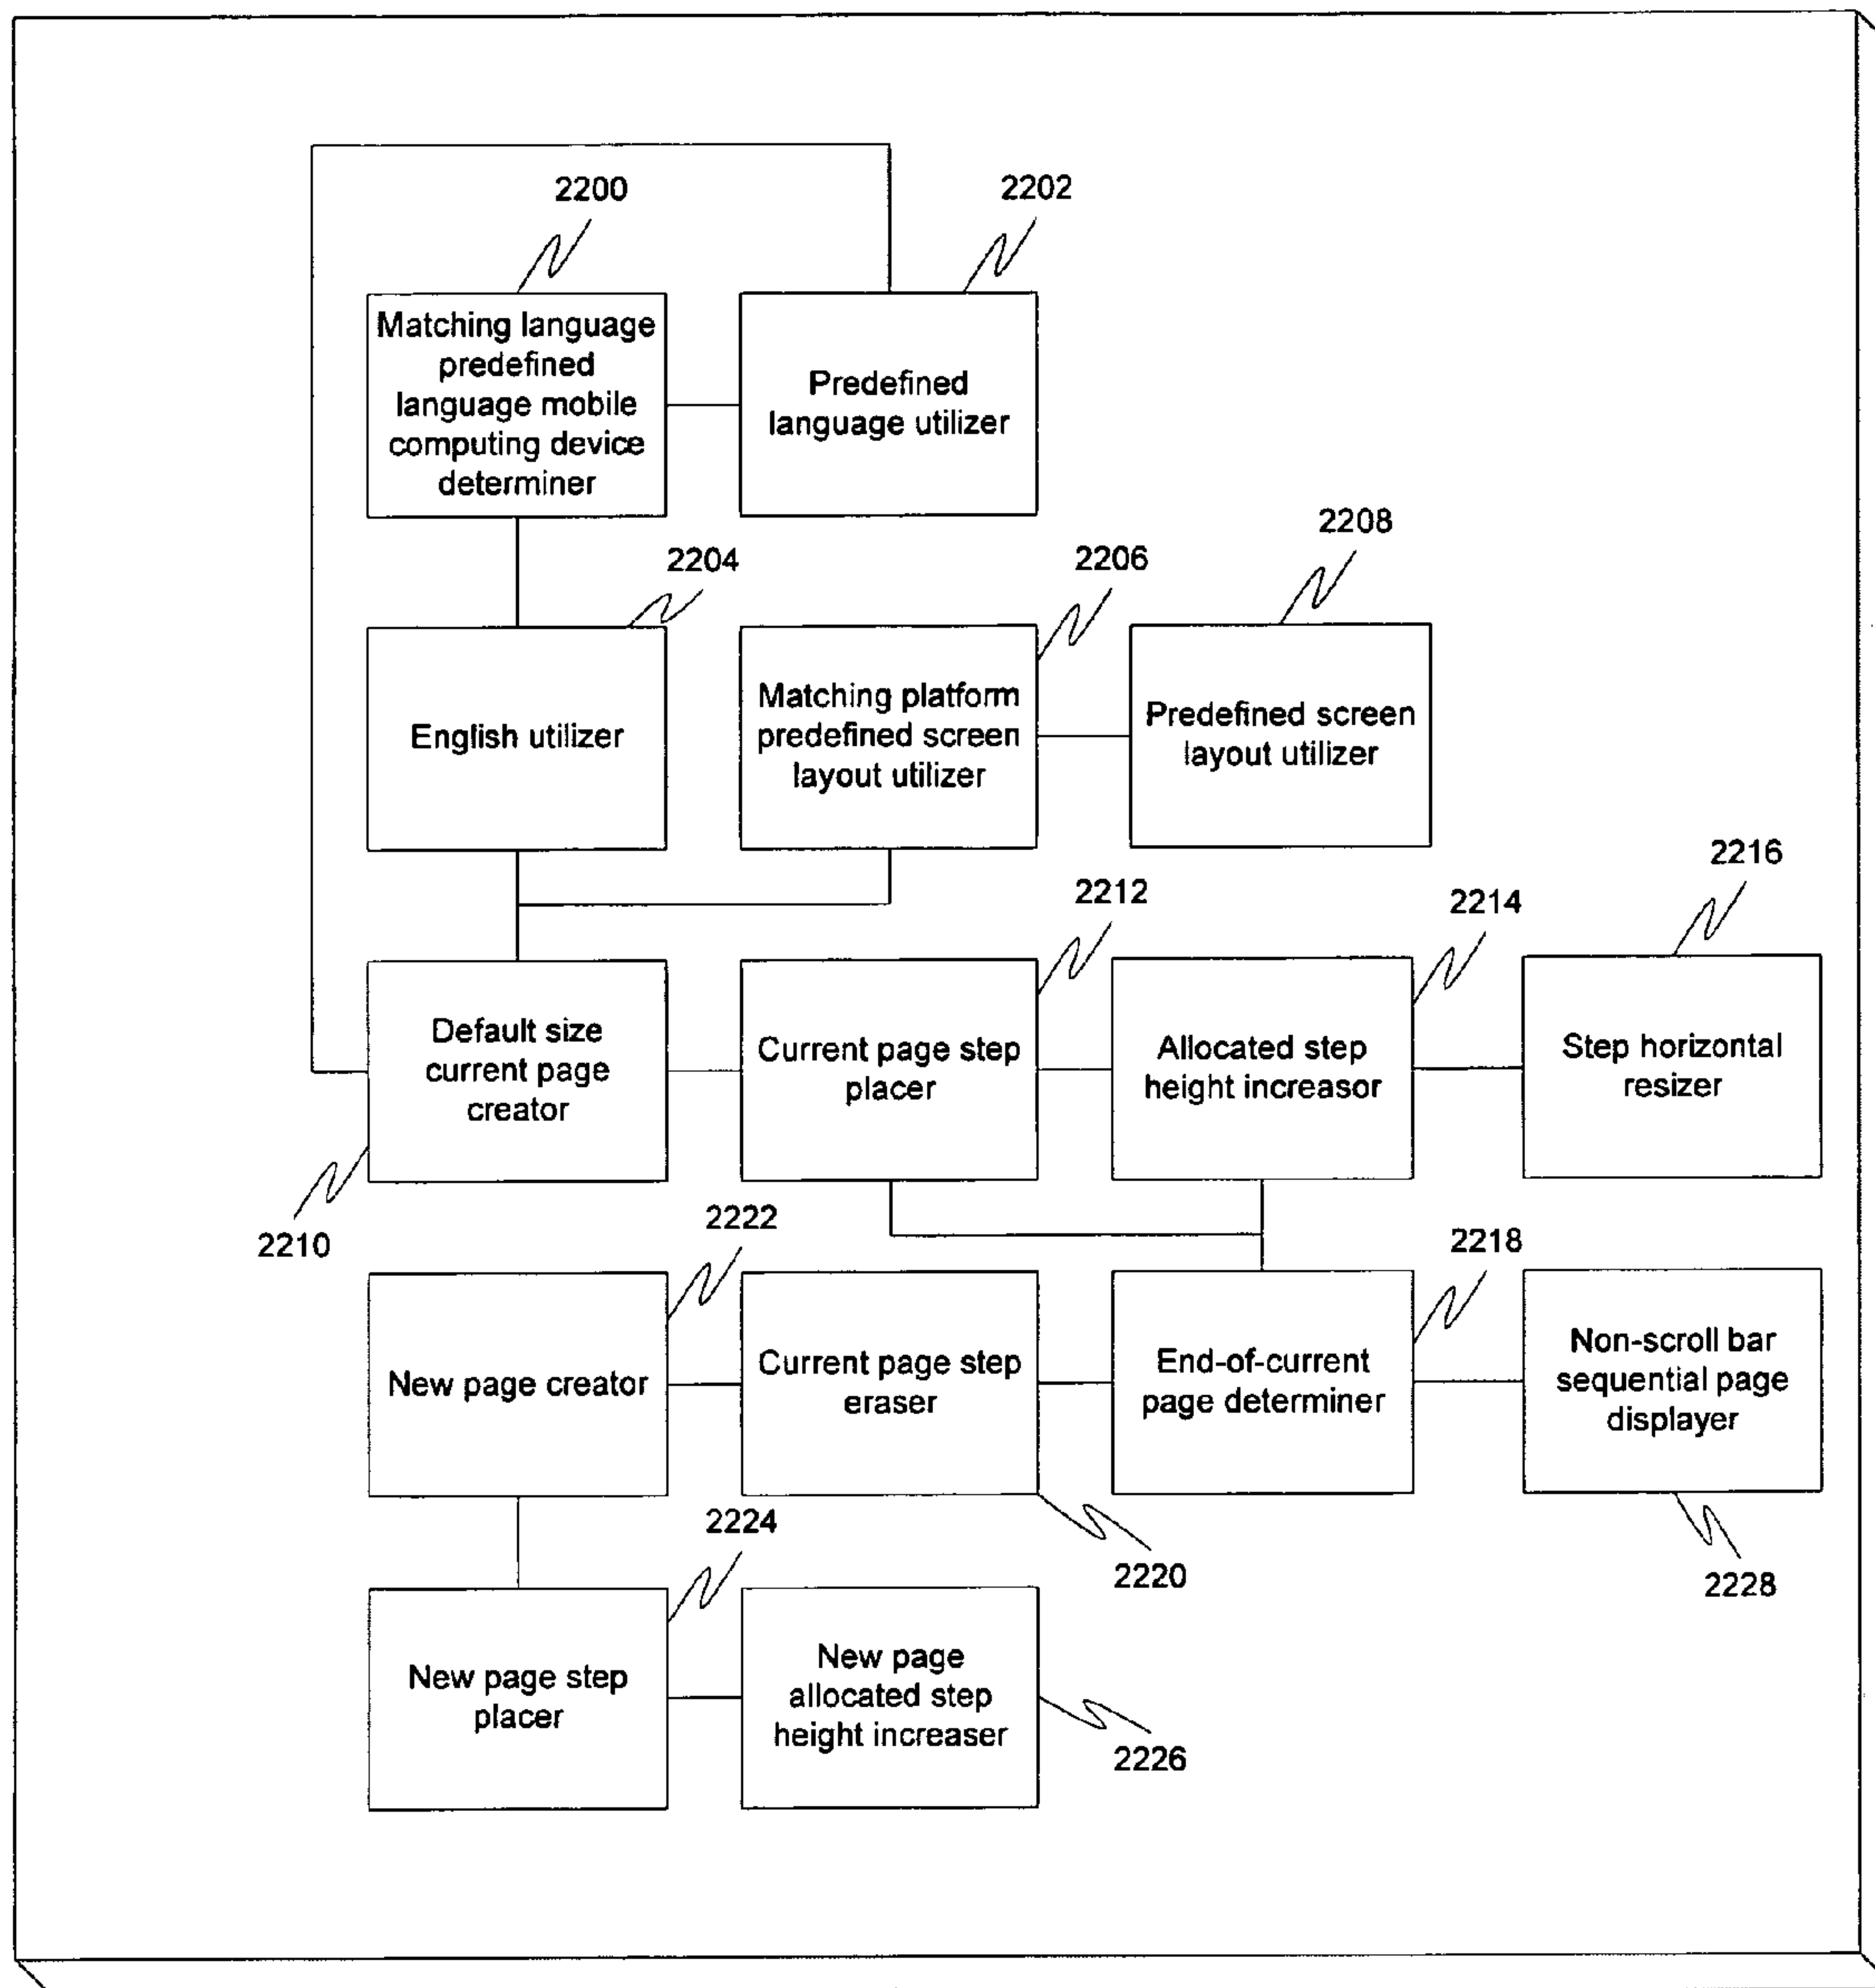 2200
2202
Matching language
predefined
language mobile
computing device
determiner
Predefined
language utilizer
2204
2206
2208
English utilizer
Matching platform
predefined screen
layout utilizer
Predefined screen
layout utilizer
2212
2214
2216
Default size
current page
creator
Current page step
placer
Allocated step
height increasor
Step horizontal
resizer
2210
2222
2218
New page creator
Current page step
eraser
End-of-current
page determiner
Non-scroll bar
sequential page
displayer
2224
2220
2228
New page step
placer
New page
allocated step
height increaser
2226